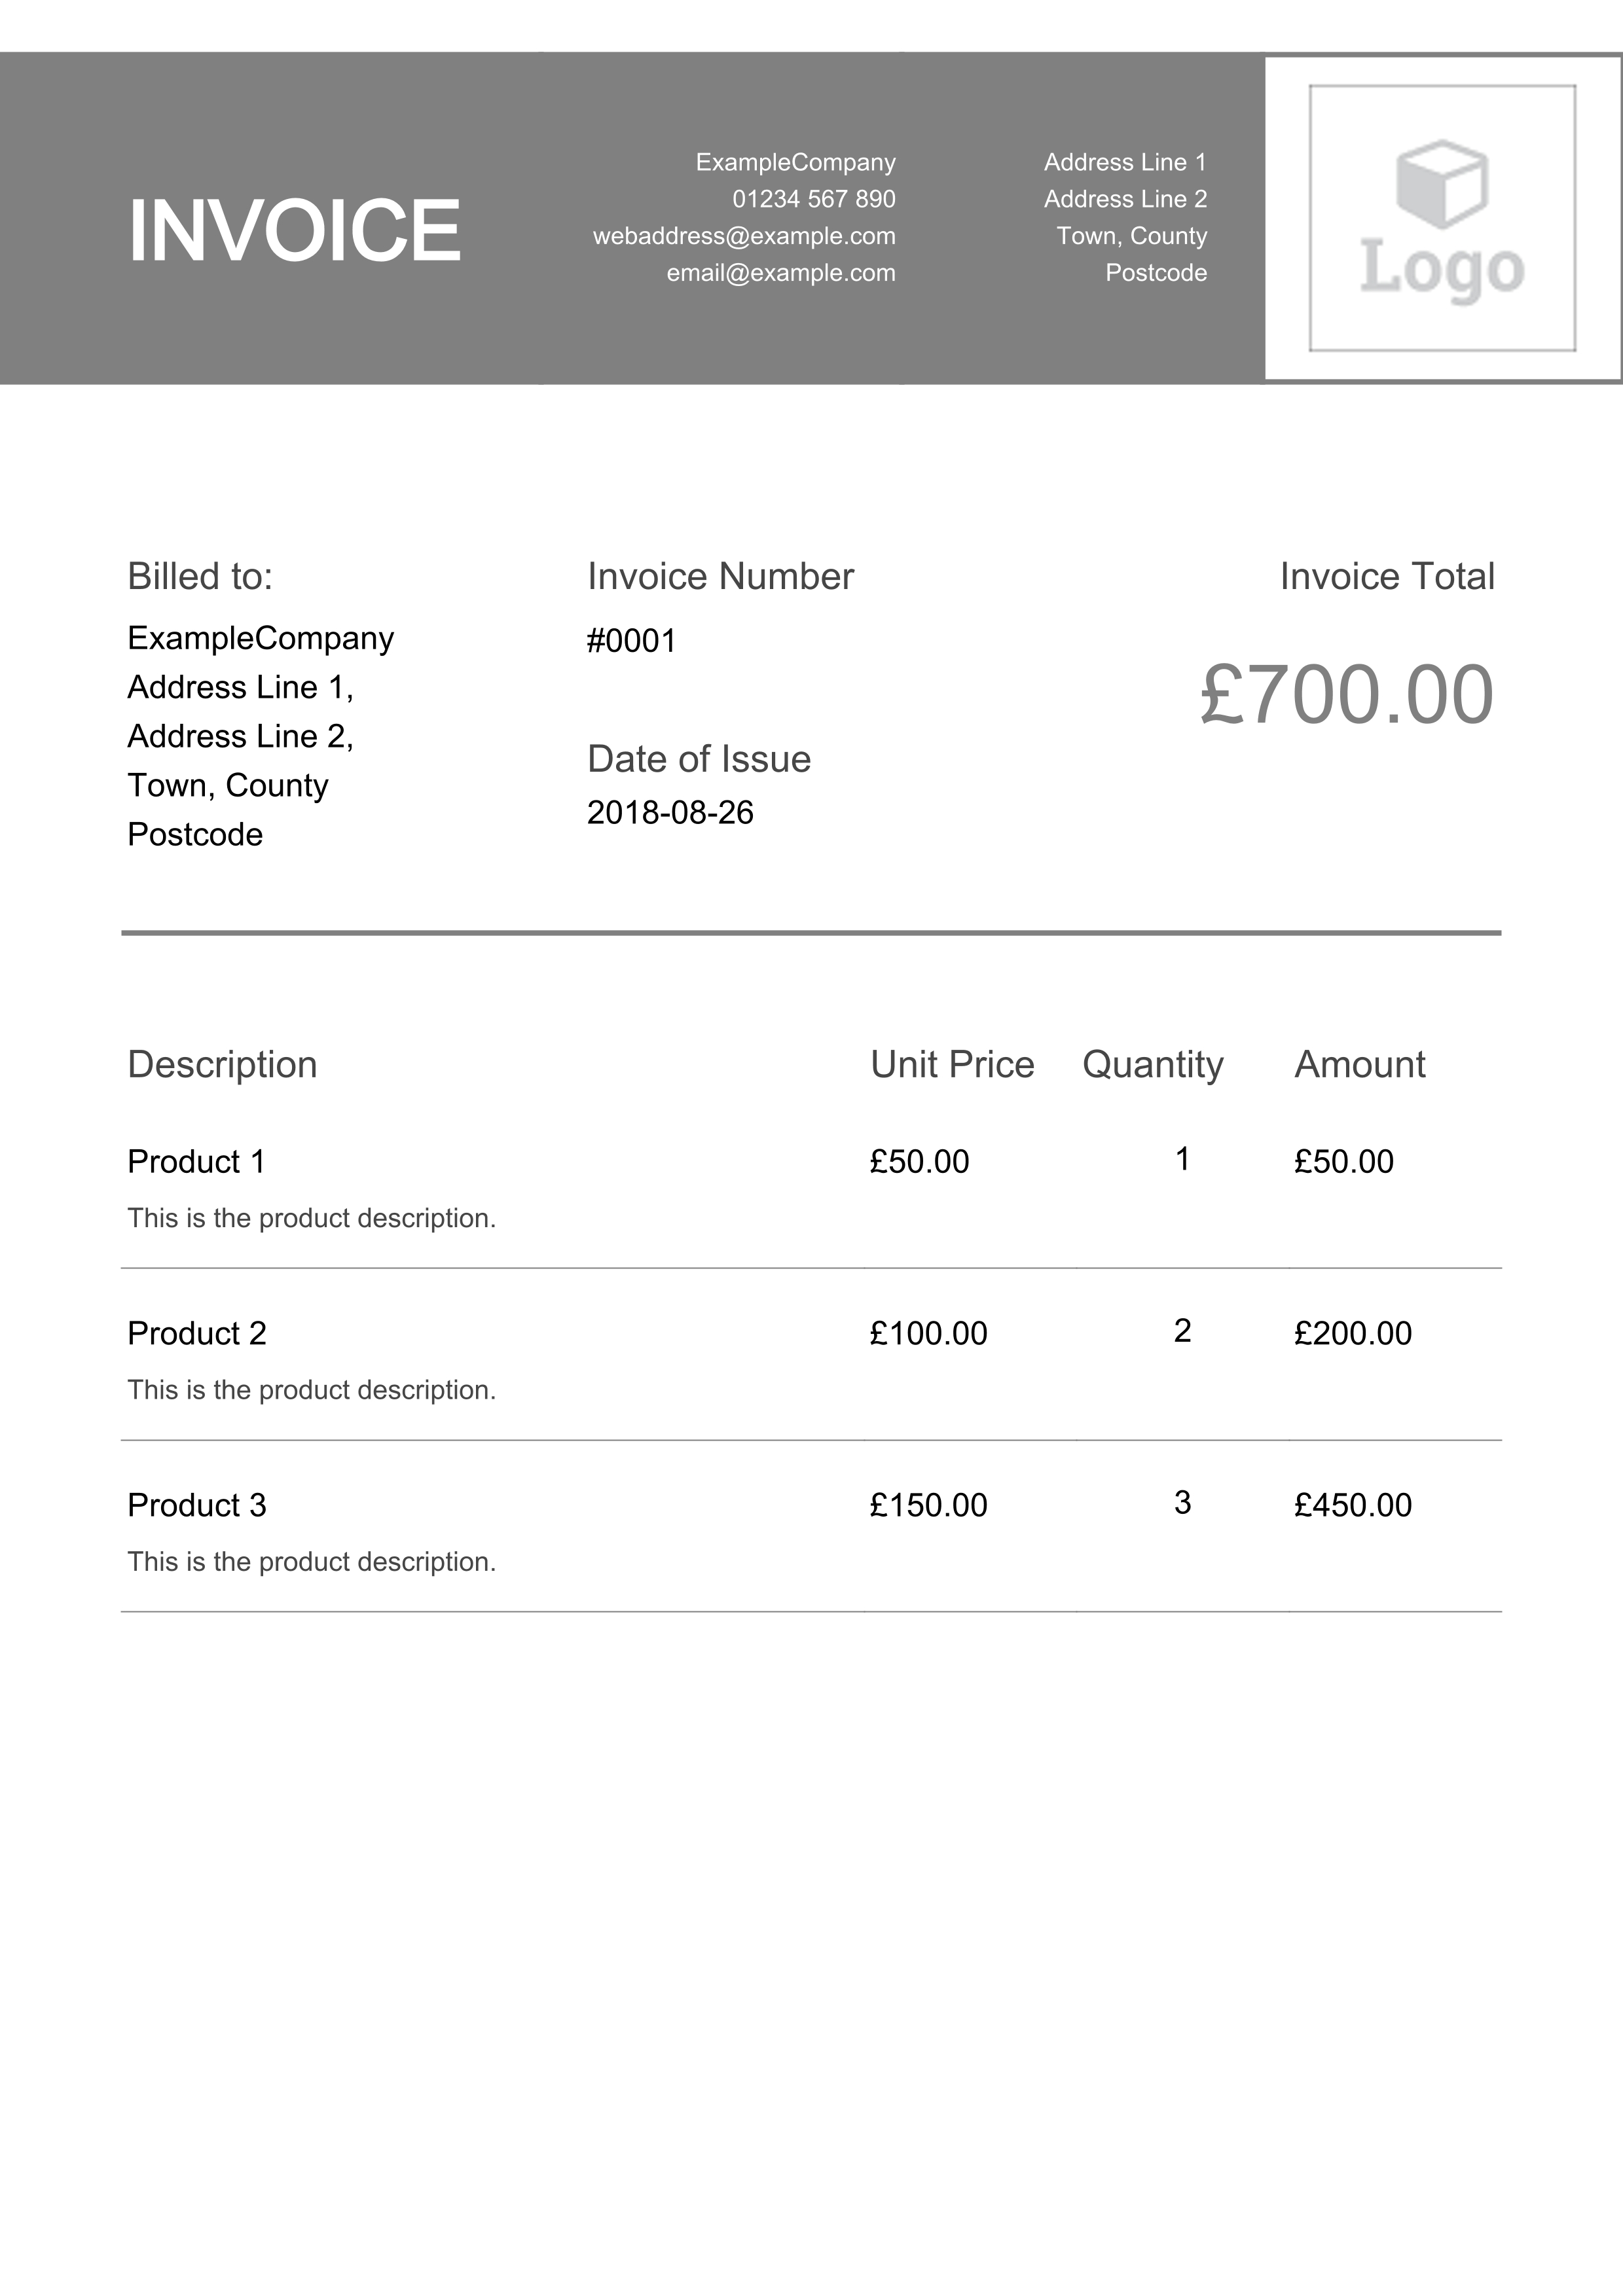 INVOICE
ExampleCompany
01234 567 890
webaddress@example.com
email@example.com
Address Line 1
Address Line 2
Town, County
Postcode
Logo
Billed to:
ExampleCompany
Address Line 1,
Address Line 2,
Town, County
Postcode
Invoice Number
#0001
Date of Issue
2018-08-26
Invoice Total
£700.00
Description Unit Price Quantity Amount
Product 1 £50.00 1 £50.00
This is the product description.
Product 2 £100.00 2 £200.00
This is the product description.
Product 3 £150.00 3 £450.00
This is the product description.